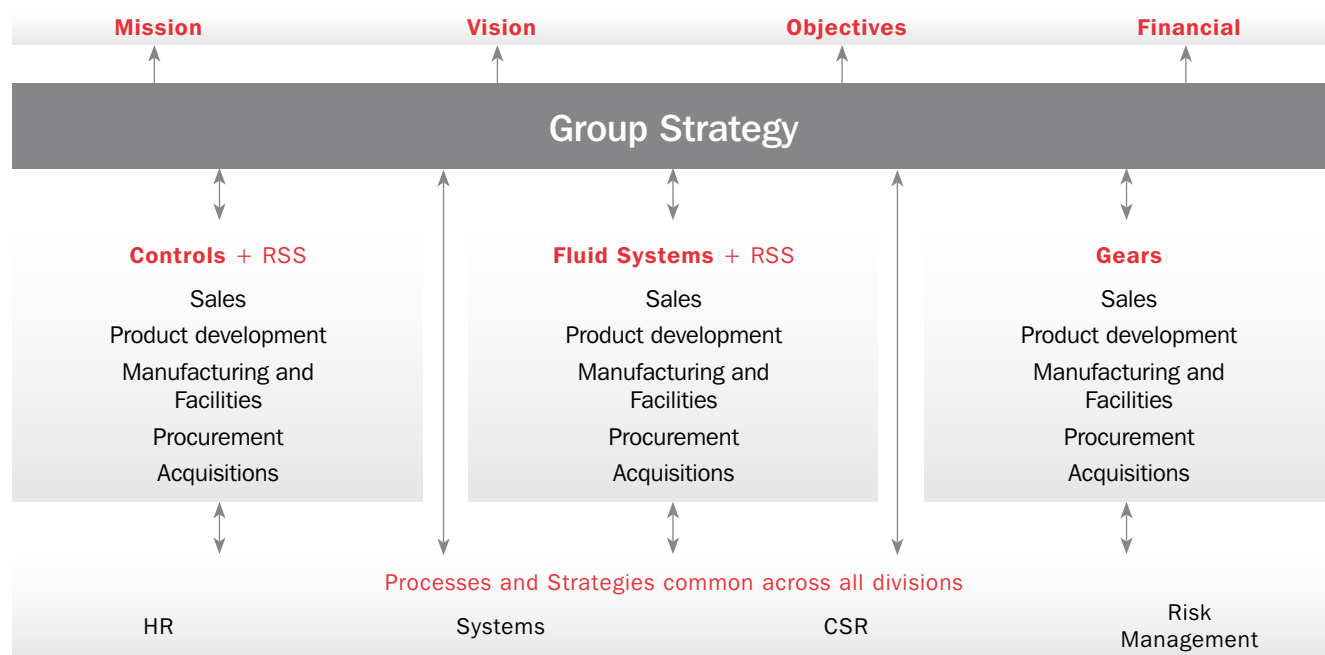 Mission Vision Objectives Financial
Group Strategy
Controls + RSS
Sales
Product development
Manufacturing and
Facilities
Procurement
Acquisitions
Fluid Systems + RSS
Sales
Product development
Manufacturing and
Facilities
Procurement
Acquisitions
Gears
Sales
Product development
Manufacturing and
Facilities
Procurement
Acquisitions
Processes and Strategies common across all divisions
HR
Systems
CSR
Risk
Management